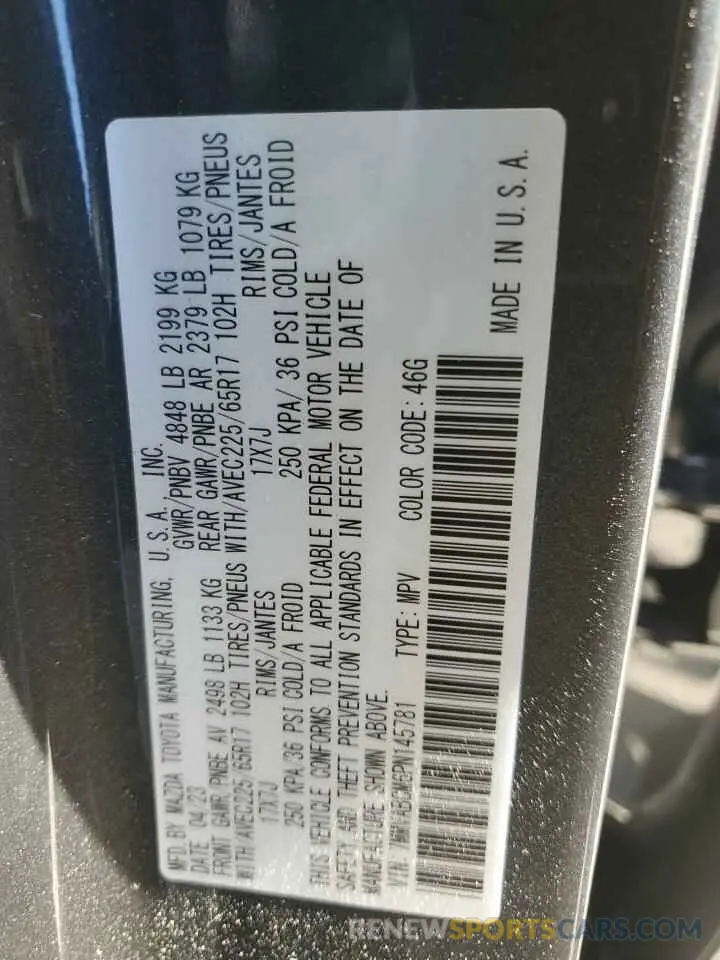 MFD. BY MAZDA TOYOTA MANUFACTURING, U.S.A. INC.
DATE 04/23 GVWR/PNBV 4848 LB 2199 KG
FRONT GAWR/PNBE AV 2498 LB 1133 KG REAR GAWR/PNBE AR 2379 LB 1079 KG
WITH/AVEC225/65R17 102H TIRES/PNEUS WITH/AVEC225/65R17 102H TIRES/PNEUS
17X7J RIMS/JANTES 17X7J RIMS/JANTES
250 KPA/36 PSI COLD/A FROID 250 KPA/ 36 PSI COLD/A FROID
THIS VEHICLE CONFORMS TO ALL APPLICABLE FEDERAL MOTOR VEHICLE
SAFETY AND THEFT PREVENTION STANDARDS IN EFFECT ON THE DATE OF
MANUFACTURE SHOWN ABOVE.
VIN: PN145781 TYPE: MPV COLOR CODE: 46G
MADE IN U.S.A.
RENEWSPORTSCARS.COM